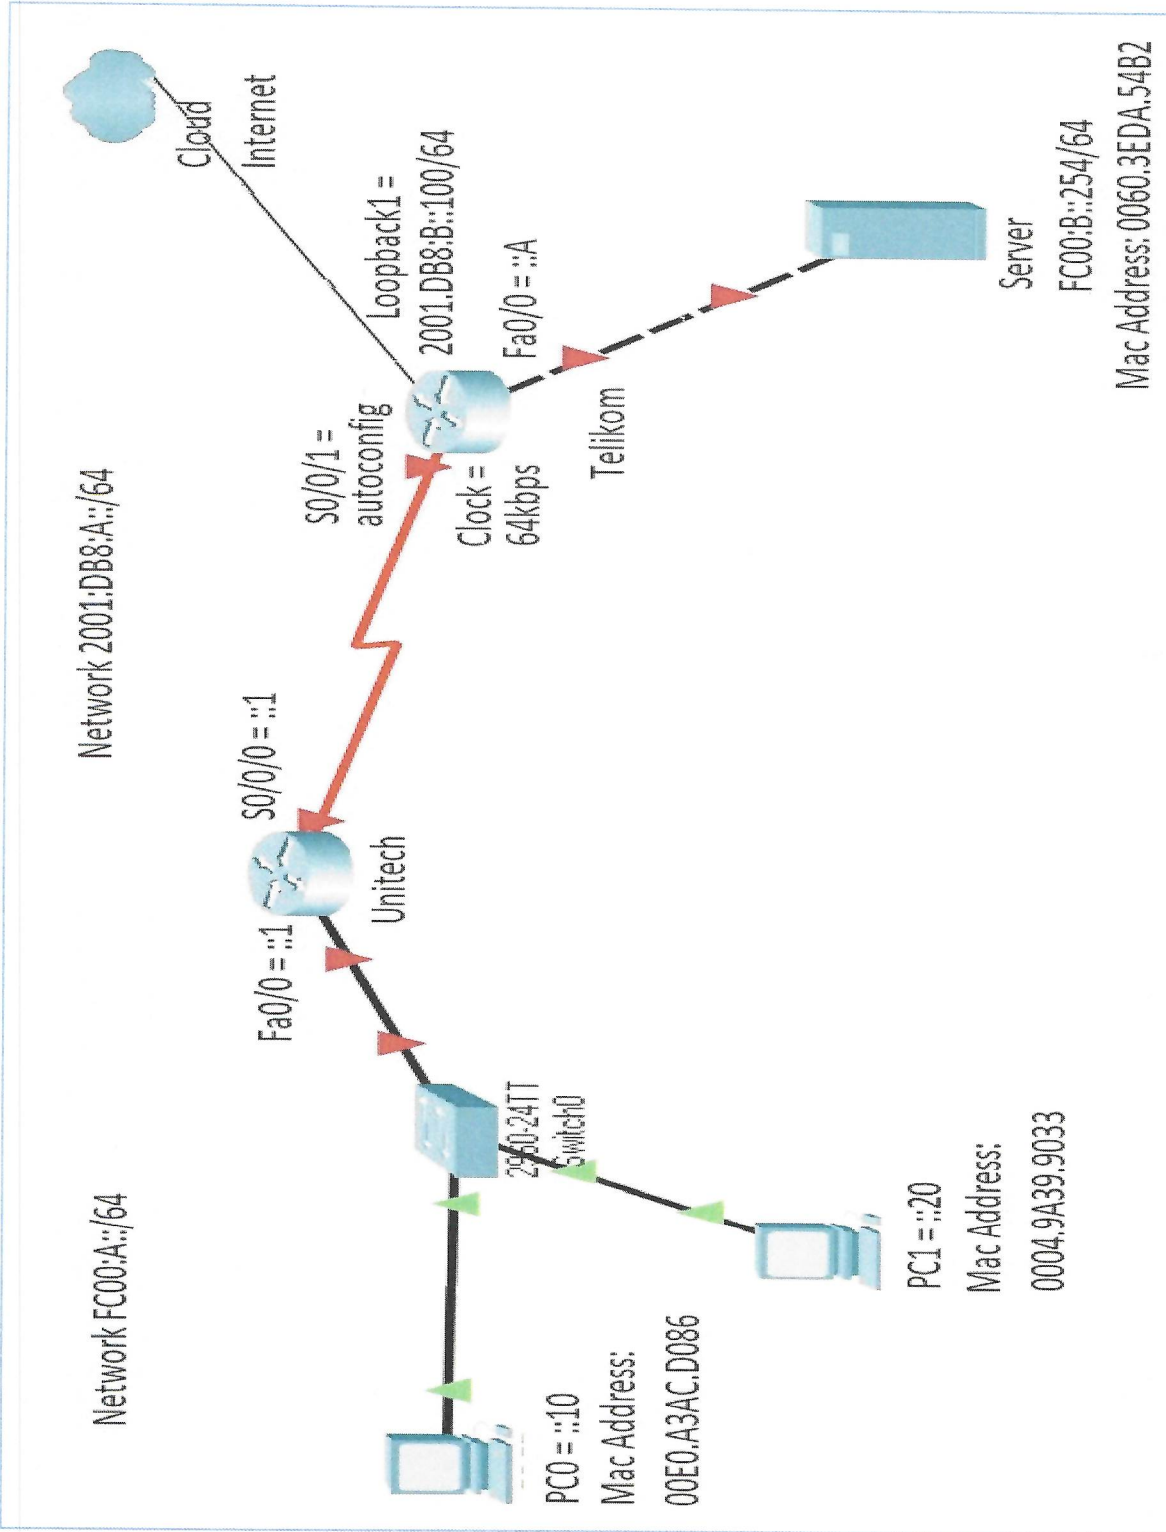 Network FC00:A::/64
Network 2001:DB8:A::/64
Cloud
Internet
Fa0/0 = ::1
S0/0/0 = ::1
Unitech
S0/0/1 =
autoconfig
Loopback1 =
2001.DB8:B::100/64
Clock =
64kbps
Fa0/0 = ::A
Telikom
2960-24TT
Switch0
PC0 = ::10
Mac Address:
00E0.A3AC.D086
PC1 = ::20
Mac Address:
0004.9A39.9033
Server
FC00:B::254/64
Mac Address: 0060.3EDA.54B2